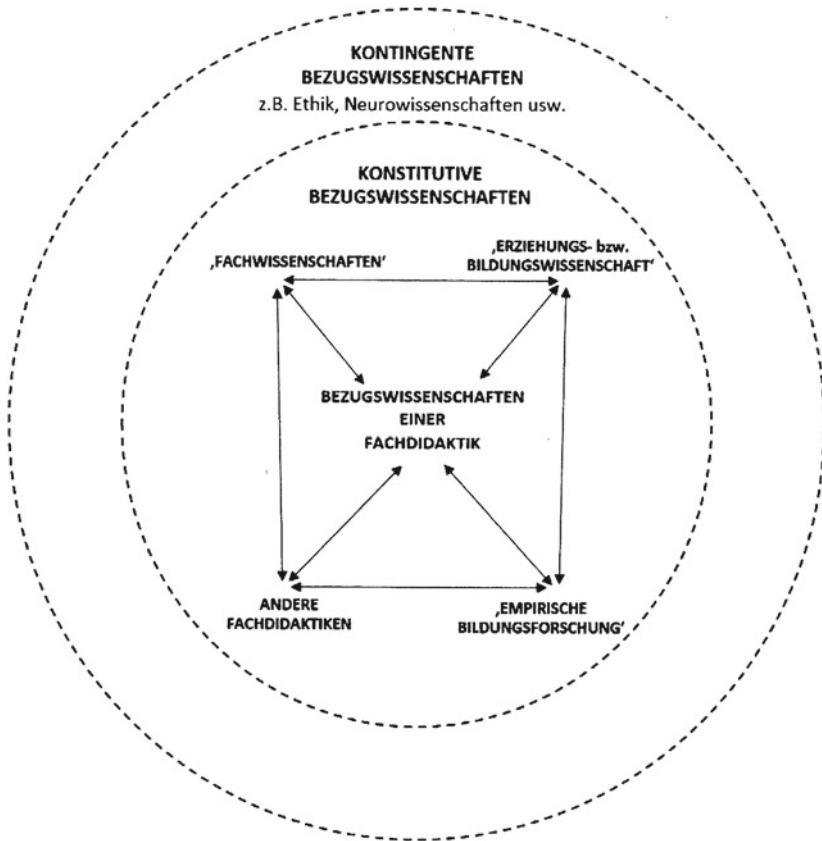 KONTINGENTE
BEZUGSWISSENSCHAFTEN
z.B. Ethik, Neurowissenschaften usw.
KONSTITUTIVE
BEZUGSWISSENSCHAFTEN
‚FACHWISSENSCHAFTEN‘
‚ERZIEHUNGS- bzw.
BILDUNGSWISSENSCHAFT‘
BEZUGSWISSENSCHAFTEN
EINER
FACHDIDAKTIK
ANDERE
FACHDIDAKTIKEN
‚EMPIRISCHE
BILDUNGSFORSCHUNG‘